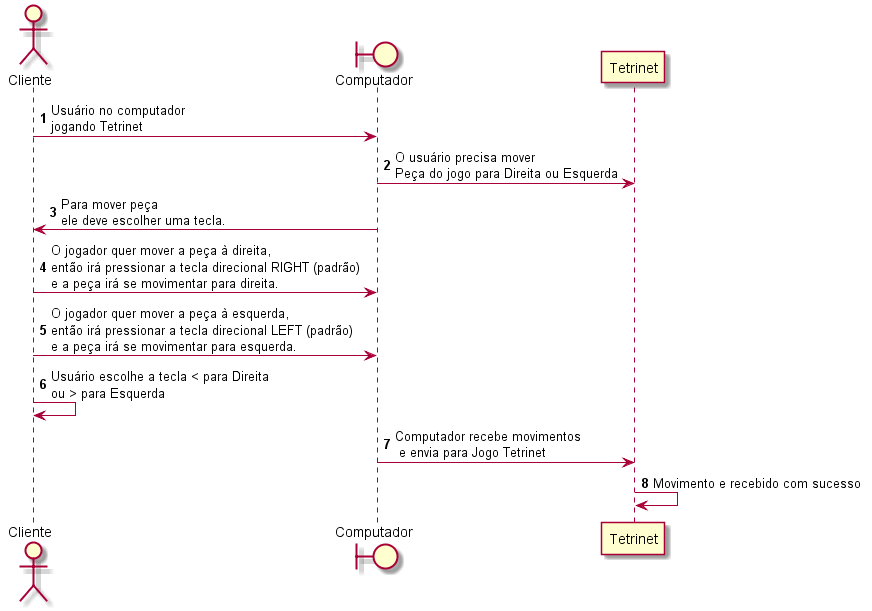 Cliente
Computador
Tetrinet
1 Usuário no computador
jogando Tetrinet
2 O usuário precisa mover
Peça do jogo para Direita ou Esquerda
3 Para mover peça
ele deve escolher uma tecla.
4 O jogador quer mover a peça à direita,
então irá pressionar a tecla direcional RIGHT (padrão)
e a peça irá se movimentar para direita.
5 O jogador quer mover a peça à esquerda,
então irá pressionar a tecla direcional LEFT (padrão)
e a peça irá se movimentar para esquerda.
6 Usuário escolhe a tecla < para Direita
ou > para Esquerda
7 Computador recebe movimentos
e envia para Jogo Tetrinet
8 Movimento e recebido com sucesso
Cliente
Computador
Tetrinet